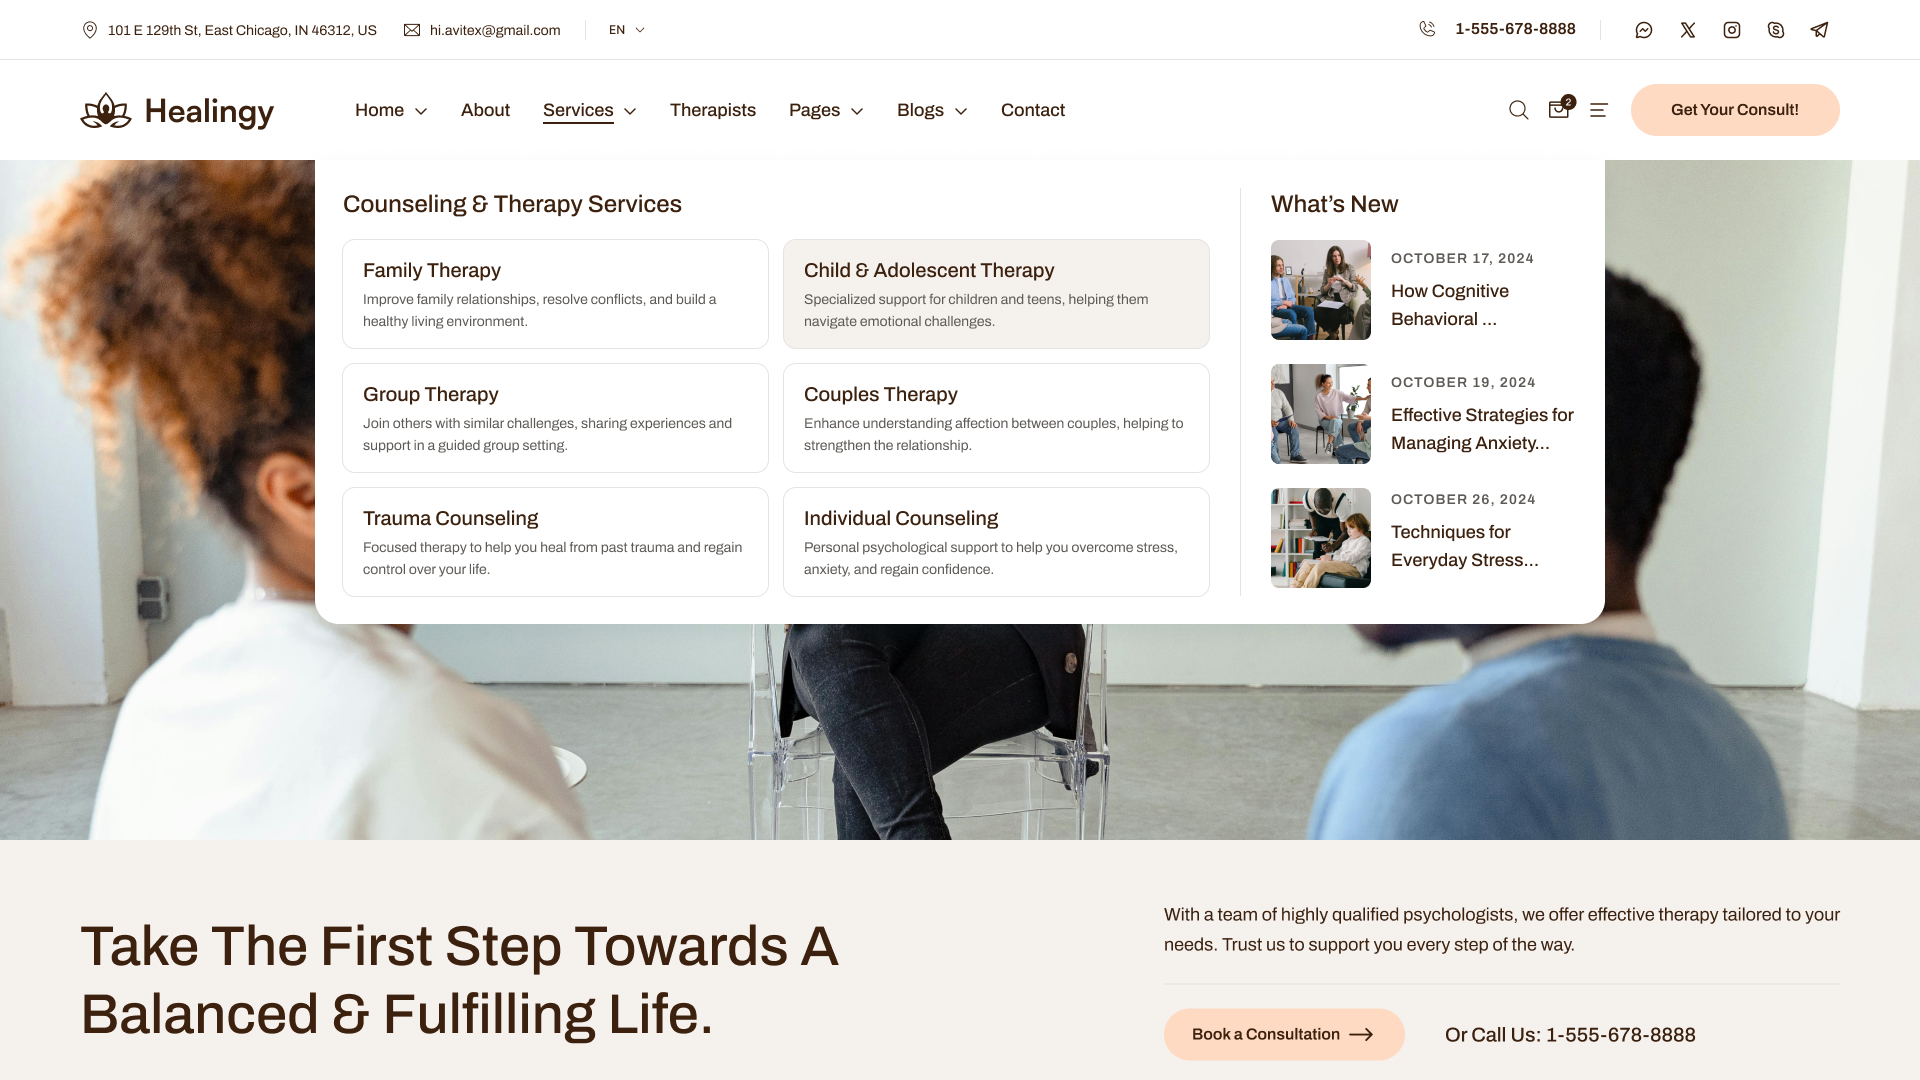 101 E 129th St, East Chicago, IN 46312, US
hi.avitex@gmail.com
EN
1-555-678-8888
Healingy
Home
About
Services
Therapists
Pages
Blogs
Contact
2
Get Your Consult!
Counseling & Therapy Services
Family Therapy
Improve family relationships, resolve conflicts, and build a
healthy living environment.
Child & Adolescent Therapy
Specialized support for children and teens, helping them
navigate emotional challenges.
Group Therapy
Join others with similar challenges, sharing experiences and
support in a guided group setting.
Couples Therapy
Enhance understanding affection between couples, helping to
strengthen the relationship.
Trauma Counseling
Focused therapy to help you heal from past trauma and regain
control over your life.
Individual Counseling
Personal psychological support to help you overcome stress,
anxiety, and regain confidence.
What’s New
OCTOBER 17, 2024
How Cognitive
Behavioral ...
OCTOBER 19, 2024
Effective Strategies for
Managing Anxiety...
OCTOBER 26, 2024
Techniques for
Everyday Stress...
Take The First Step Towards A
Balanced & Fulfilling Life.
With a team of highly qualified psychologists, we offer effective therapy tailored to your
needs. Trust us to support you every step of the way.
Book a Consultation
Or Call Us: 1-555-678-8888